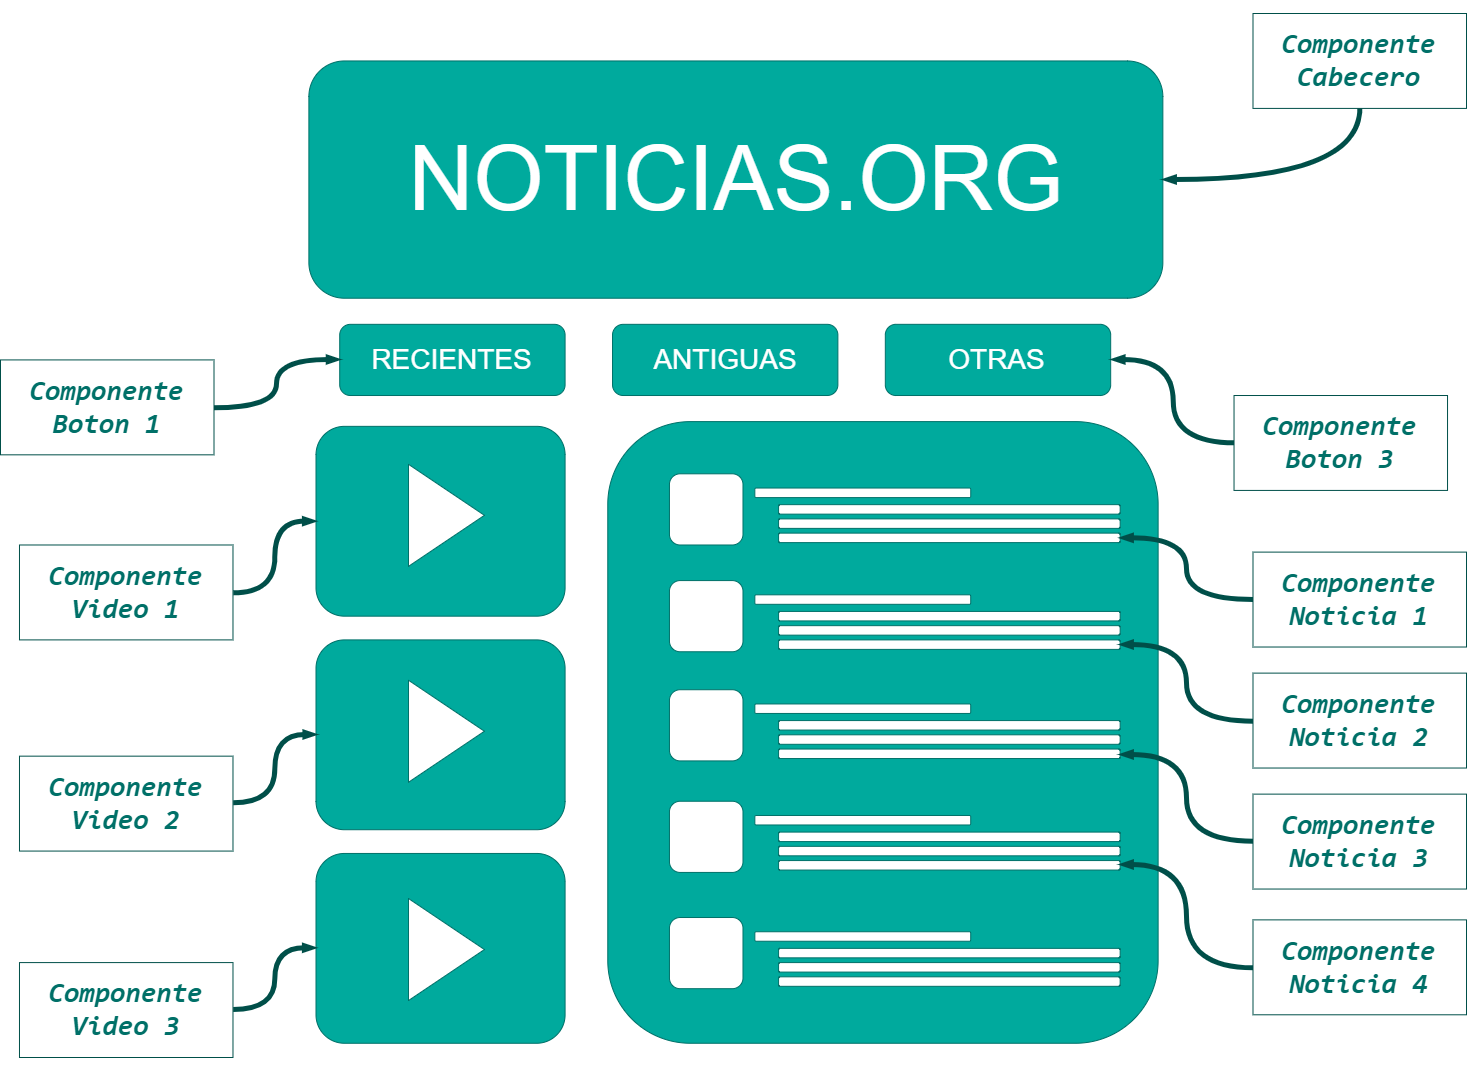 Componente
Cabecero
NOTICIAS.ORG
RECIENTES
ANTIGUAS
OTRAS
Componente
Boton 1
Componente
Boton 3
Componente
Video 1
Componente
Noticia 1
Componente
Noticia 2
Componente
Video 2
Componente
Noticia 3
Componente
Noticia 4
Componente
Video 3